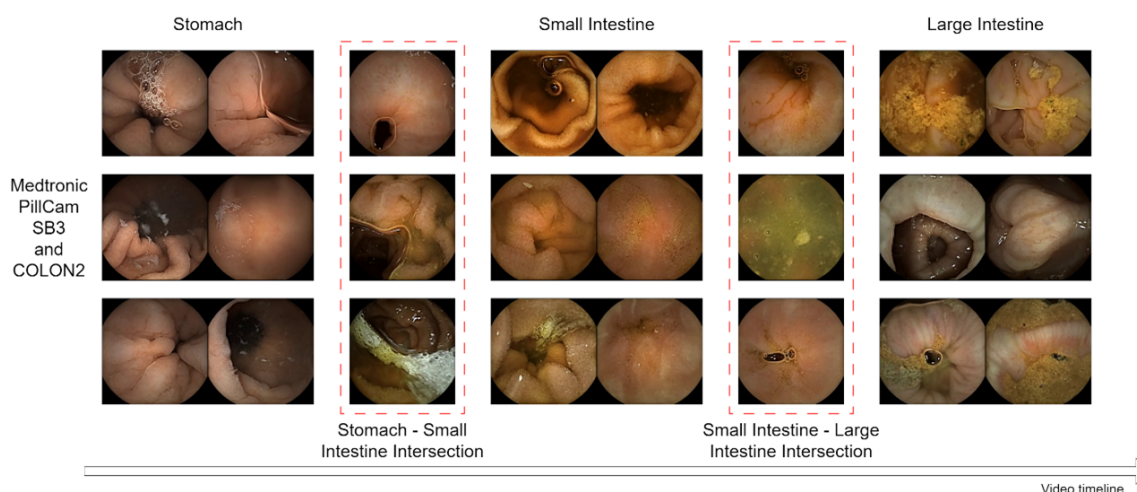 Stomach
Small Intestine
Large Intestine
Medtronic
PillCam
SB3
and
COLON2
Stomach - Small
Intestine Intersection
Small Intestine - Large
Intestine Intersection
Video timeline